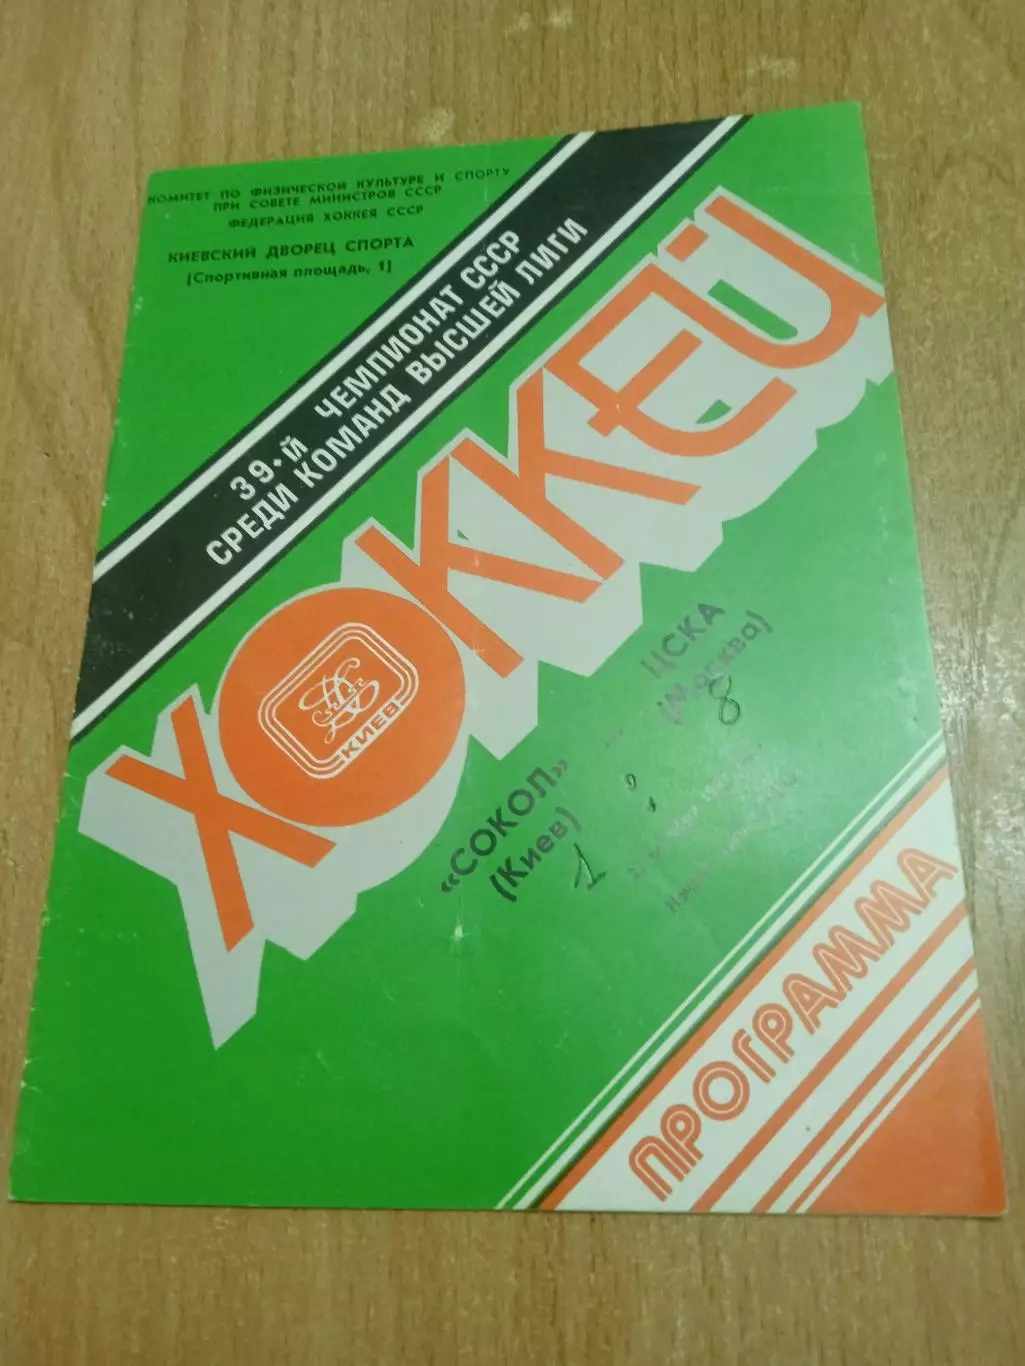 КОМИТЕТ ПО ФИЗИЧЕСКОЙ КУЛЬТУРЕ И СПОРТУ
ПРИ СОВЕТЕ МИНИСТРОВ СССР
ФЕДЕРАЦИЯ ХОККЕЯ СССР
КИЕВСКИЙ ДВОРЕЦ СПОРТА
(Спортивная площадь, 1)
39-Й ЧЕМПИОНАТ СССР
СРЕДИ КОМАНД ВЫСШЕЙ ЛИГИ
ХОККЕЙ
КИЕВ
«СОКОЛ» — ЦСКА
(Киев) (Москва)
1 : 8
ПРОГРАММА